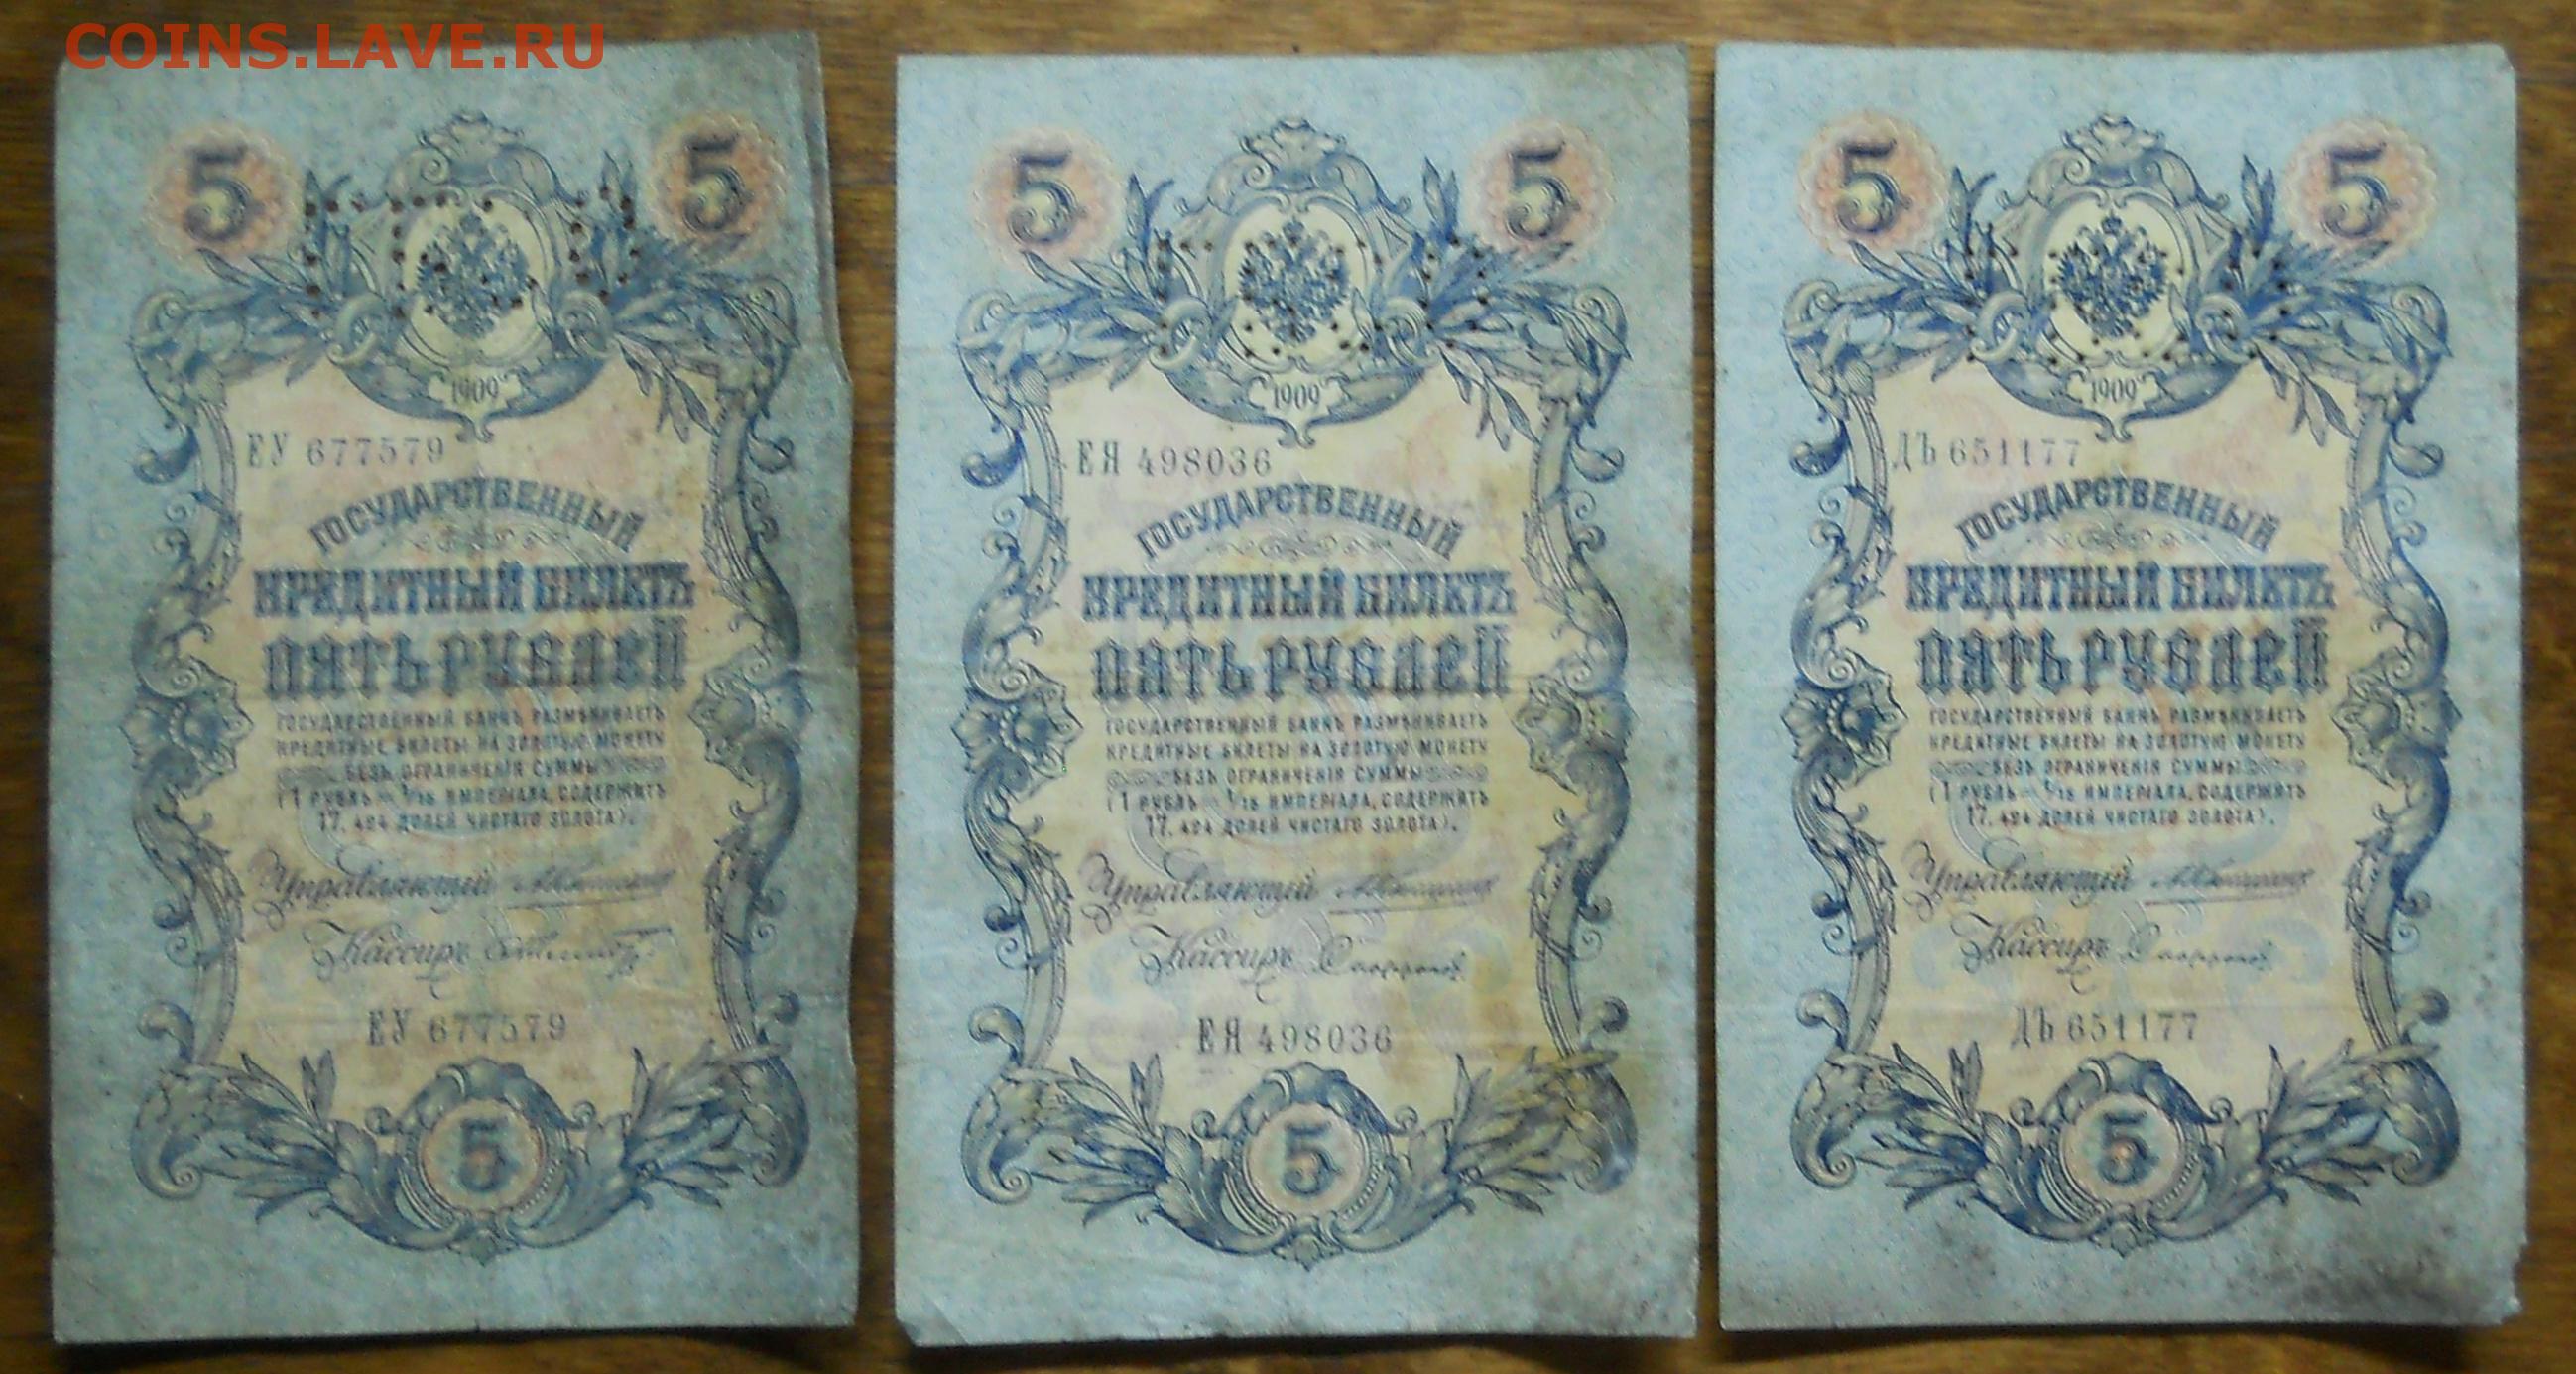 COINS.LAVE.RU
5 5
1909
ЕУ 677579
ГОСУДАРСТВЕННЫЙ
КРЕДИТНЫЙ БИЛЕТЪ
ПЯТЬ РУБЛЕЙ
ГОСУДАРСТВЕННЫЙ БАНКЪ РАЗМѢНИВАЕТЪ
КРЕДИТНЫЕ БИЛЕТЫ НА ЗОЛОТУЮ МОНЕТУ
БЕЗЪ ОГРАНИЧЕНІЯ СУММЫ
(1 РУБЛЬ = 1/15 ИМПЕРІАЛА, СОДЕРЖИТЪ
17,424 ДОЛЕЙ ЧИСТАГО ЗОЛОТА).
Управляющій
Кассиръ
ЕУ 677579
5
5 5
1909
ЕЯ 498036
ГОСУДАРСТВЕННЫЙ
КРЕДИТНЫЙ БИЛЕТЪ
ПЯТЬ РУБЛЕЙ
ГОСУДАРСТВЕННЫЙ БАНКЪ РАЗМѢНИВАЕТЪ
КРЕДИТНЫЕ БИЛЕТЫ НА ЗОЛОТУЮ МОНЕТУ
БЕЗЪ ОГРАНИЧЕНІЯ СУММЫ
(1 РУБЛЬ = 1/15 ИМПЕРІАЛА, СОДЕРЖИТЪ
17,424 ДОЛЕЙ ЧИСТАГО ЗОЛОТА).
Управляющій
Кассиръ
ЕЯ 498036
5
5 5
1909
ДЪ 651177
ГОСУДАРСТВЕННЫЙ
КРЕДИТНЫЙ БИЛЕТЪ
ПЯТЬ РУБЛЕЙ
ГОСУДАРСТВЕННЫЙ БАНКЪ РАЗМѢНИВАЕТЪ
КРЕДИТНЫЕ БИЛЕТЫ НА ЗОЛОТУЮ МОНЕТУ
БЕЗЪ ОГРАНИЧЕНІЯ СУММЫ
(1 РУБЛЬ = 1/15 ИМПЕРІАЛА, СОДЕРЖИТЪ
17,424 ДОЛЕЙ ЧИСТАГО ЗОЛОТА).
Управляющій
Кассиръ
ДЪ 651177
5